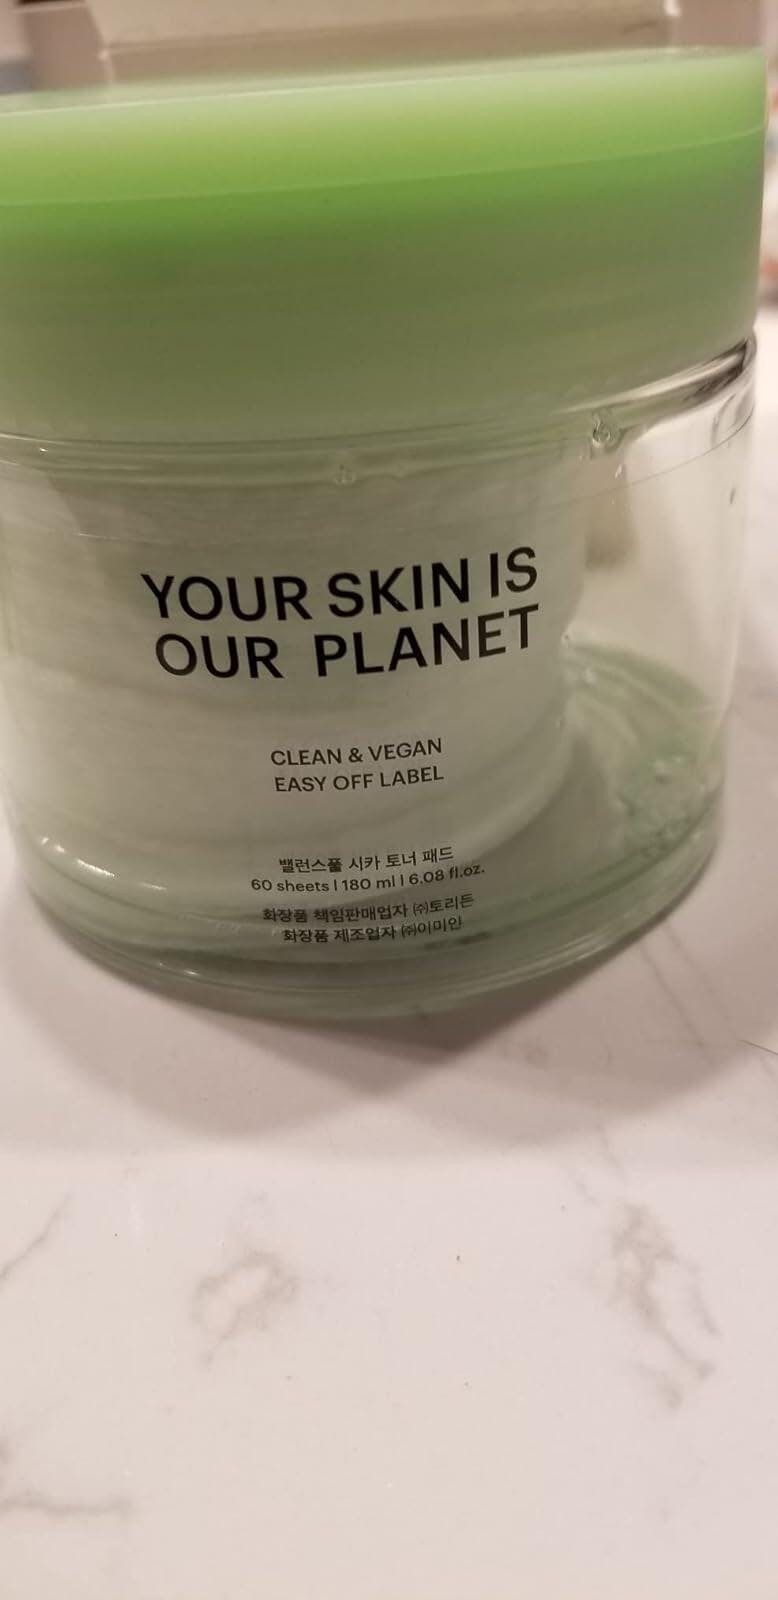 YOUR SKIN IS
OUR PLANET
CLEAN & VEGAN
EASY OFF LABEL
밸런스풀 시카 토너 패드
60 sheets | 180 ml | 6.08 fl.oz.
화장품 책임판매업자 ㈜토리든
화장품 제조업자 ㈜이미인